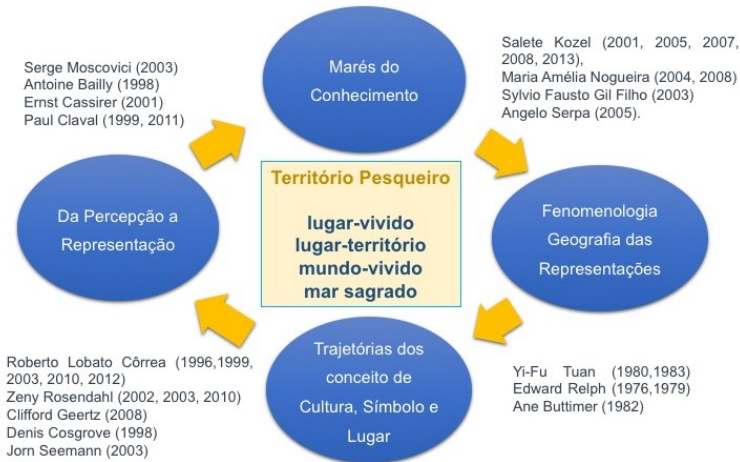 Marés do
Conhecimento
Salete Kozel (2001, 2005, 2007,
2008, 2013),
Maria Amélia Nogueira (2004, 2008)
Sylvio Fausto Gil Filho (2003)
Angelo Serpa (2005).
Fenomenologia
Geografia das
Representações
Yi-Fu Tuan (1980,1983)
Edward Relph (1976,1979)
Ane Buttimer (1982)
Trajetórias dos
conceito de
Cultura, Símbolo e
Lugar
Roberto Lobato Côrrea (1996,1999,
2003, 2010, 2012)
Zeny Rosendahl (2002, 2003, 2010)
Clifford Geertz (2008)
Denis Cosgrove (1998)
Jorn Seemann (2003)
Da Percepção a
Representação
Serge Moscovici (2003)
Antoine Bailly (1998)
Ernst Cassirer (2001)
Paul Claval (1999, 2011)
Território Pesqueiro
lugar-vivido
lugar-território
mundo-vivido
mar sagrado